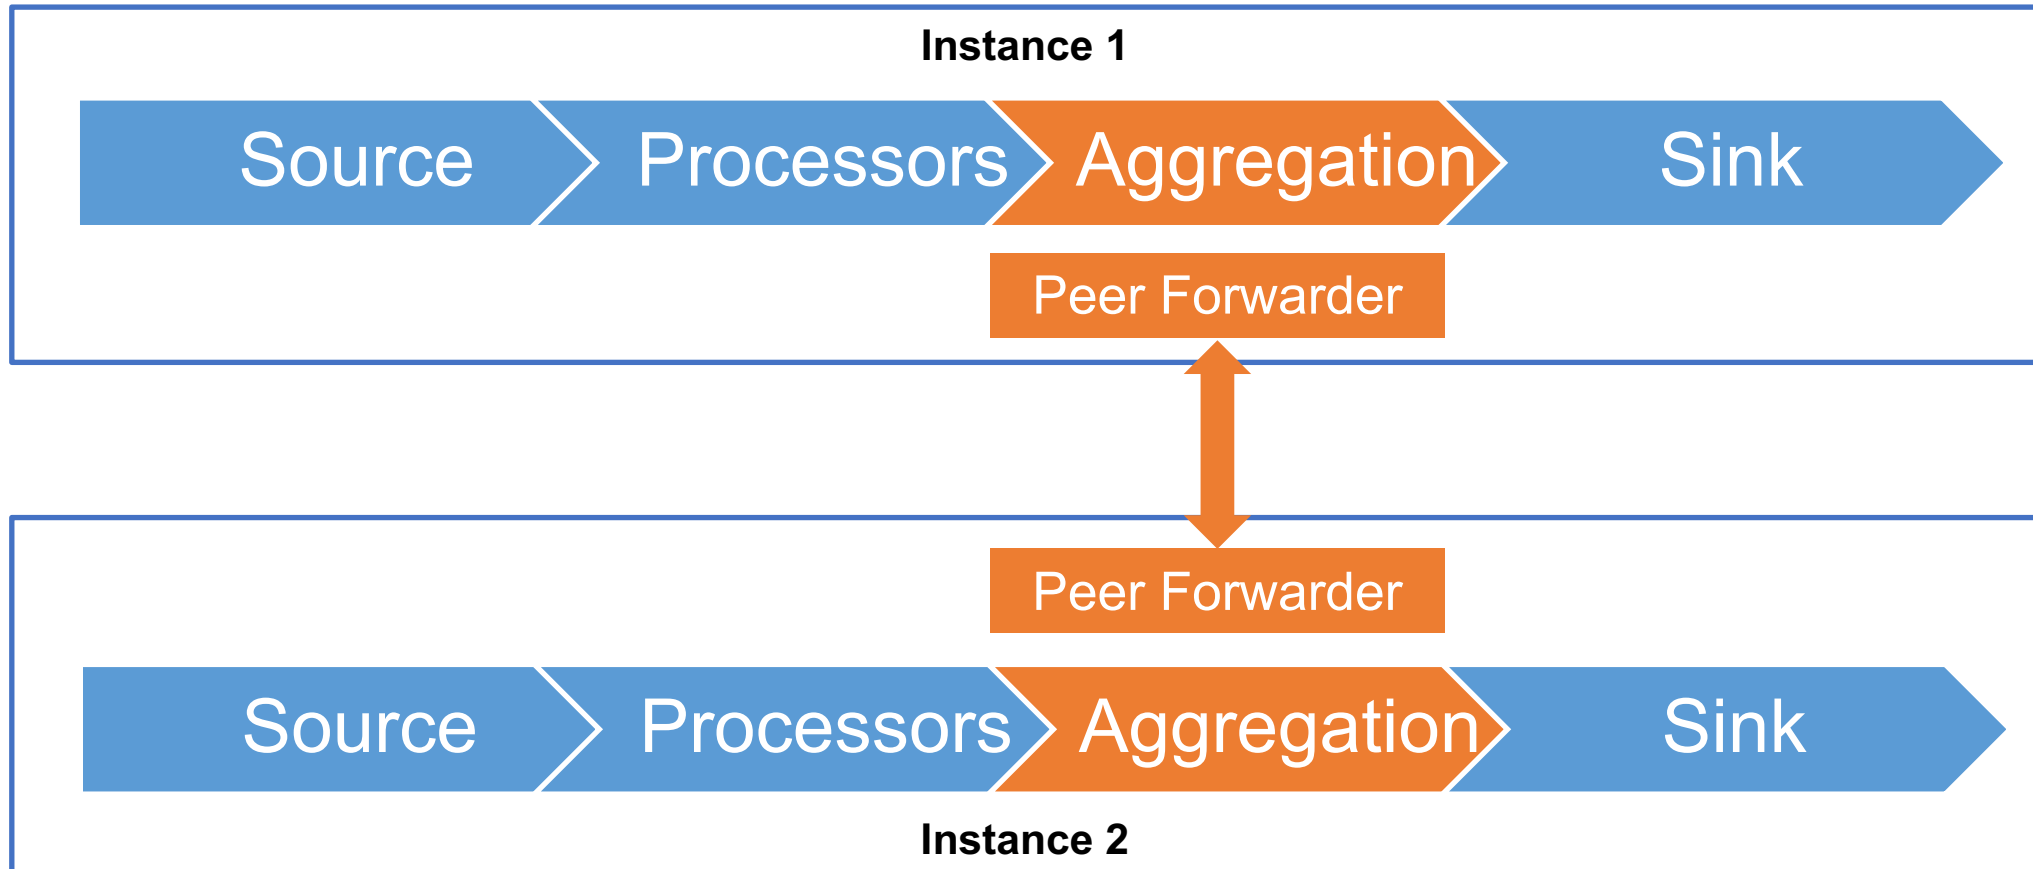 Instance 1
Source Processors Aggregation Sink
Peer Forwarder
Peer Forwarder
Source Processors Aggregation Sink
Instance 2